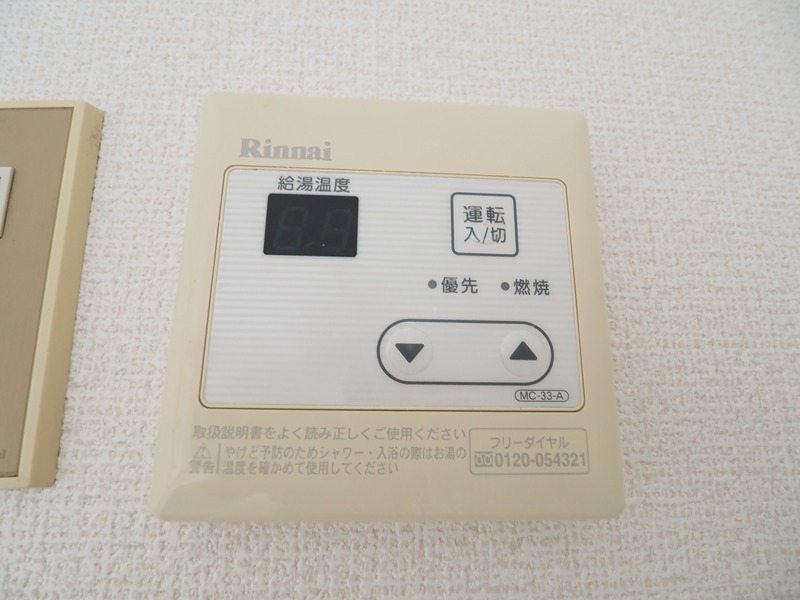 Rinnai
給湯温度
運転
入/切
優先
燃焼
MC-33-A
取扱説明書をよく読み正しくご使用ください
警告
やけど予防のためシャワー・入浴の際はお湯の
温度を確かめて使用してください
フリーダイヤル
0120-054321